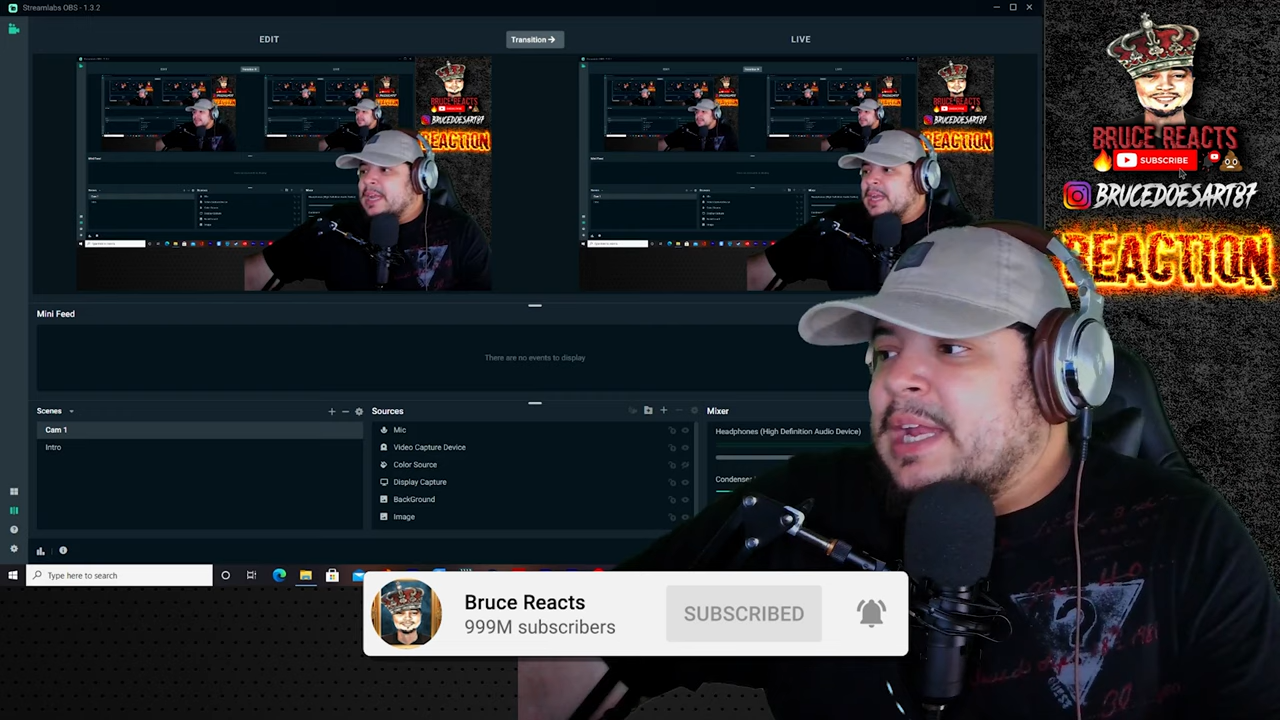 Streamlabs OBS - 1.3.2
EDIT
Transition
LIVE
Mini Feed
There are no events to display
Scenes
Cam 1
Intro
Sources
Mic
Video Capture Device
Color Source
Display Capture
BackGround
Image
Mixer
Headphones (High Definition Audio Device)
Condenser
Type here to search
BRUCE REACTS
SUBSCRIBE
BRUCEDOESART87
REACTION
Bruce Reacts
999M subscribers
SUBSCRIBED